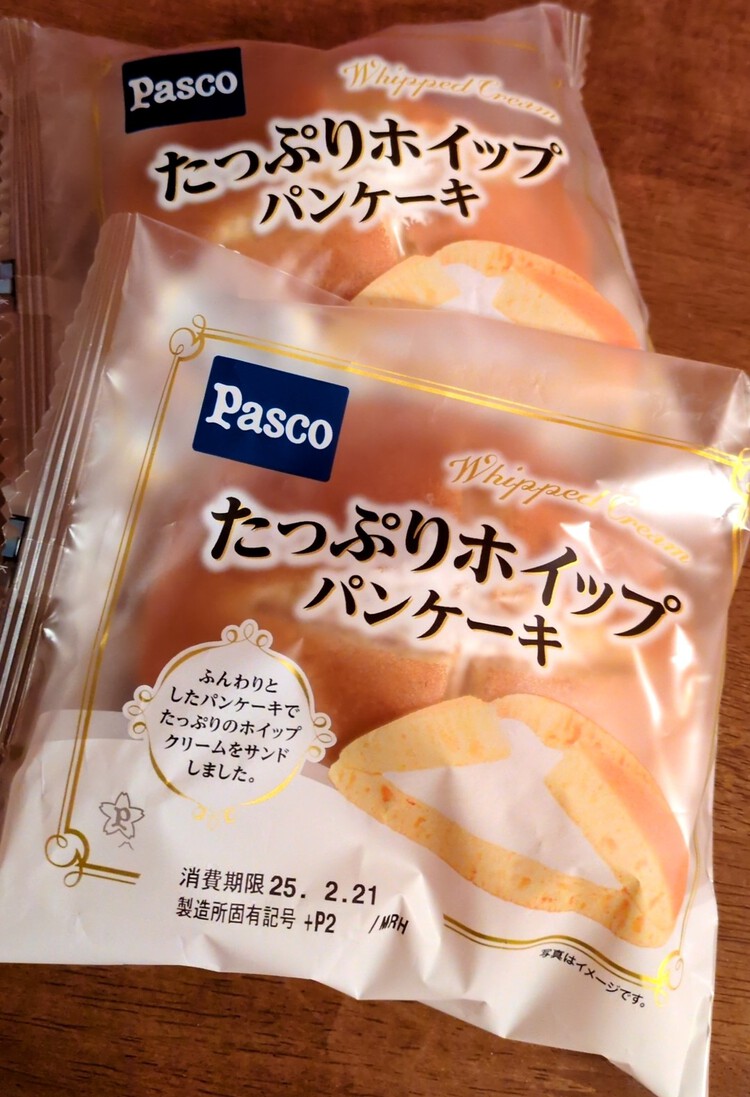 Pasco
Whipped Cream
たっぷりホイップ
パンケーキ
Pasco
Whipped Cream
たっぷりホイップ
パンケーキ
ふんわりと
したパンケーキで
たっぷりのホイップ
クリームをサンド
しました。
P
消費期限 25. 2.21
製造所固有記号 +P2 /MRH
写真はイメージです。